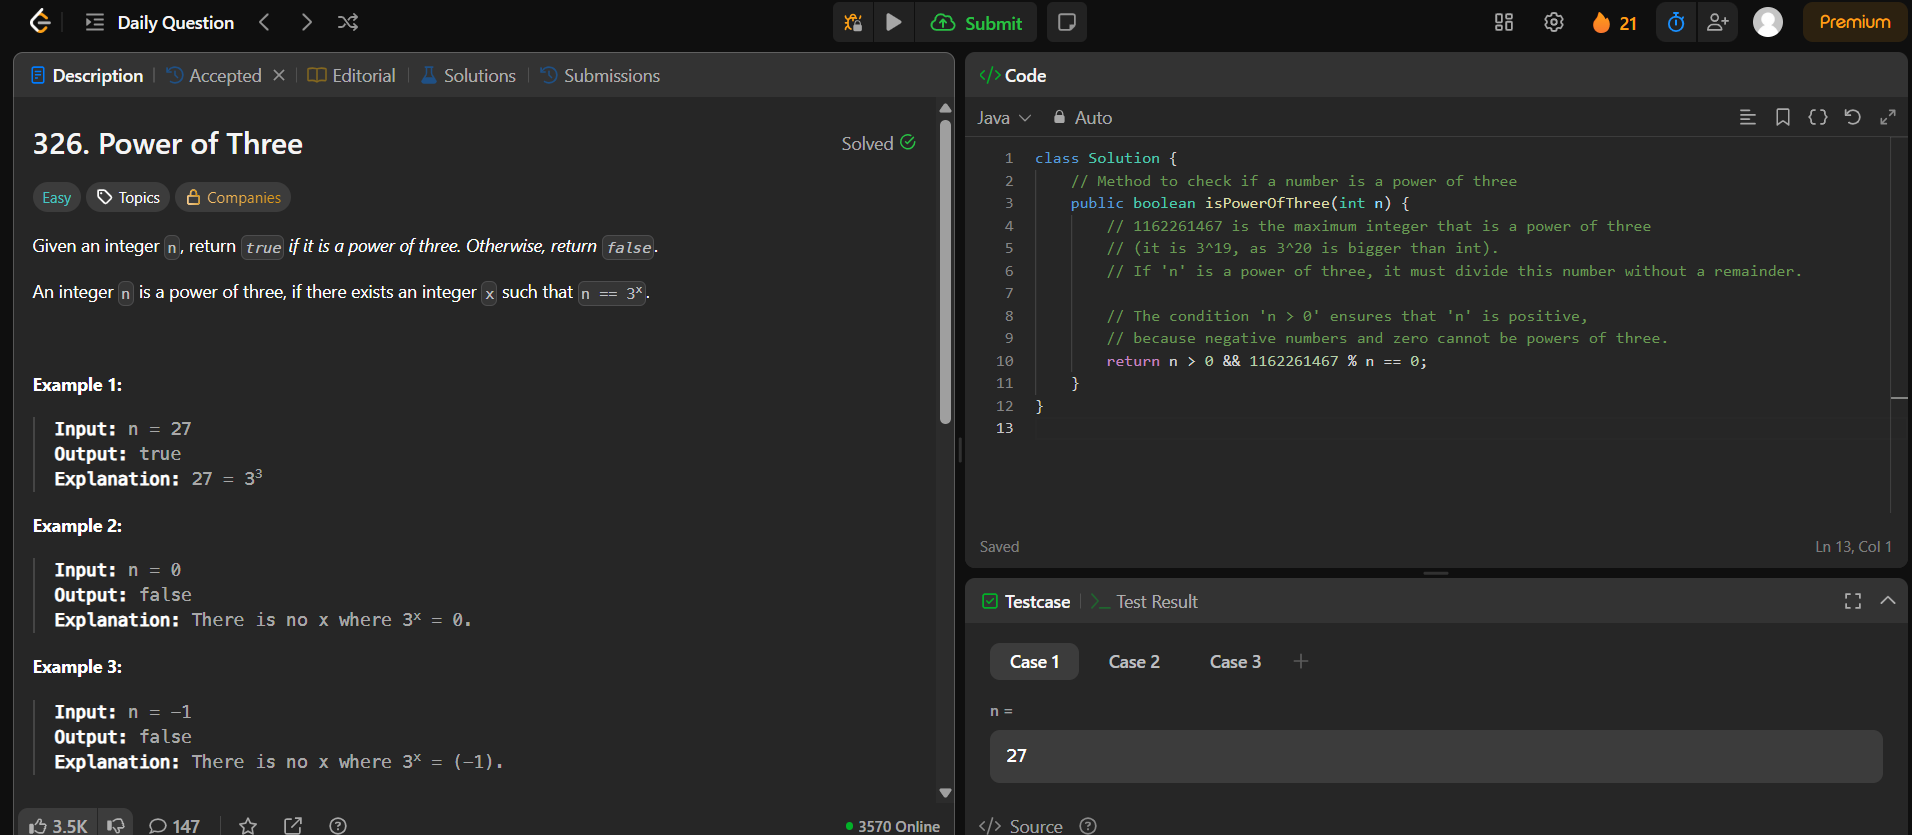 Daily Question
Submit
21
Premium
Description
Accepted
Editorial
Solutions
Submissions
326. Power of Three
Solved
Easy
Topics
Companies
Given an integer n, return true if it is a power of three. Otherwise, return false.
An integer n is a power of three, if there exists an integer x such that n == 3ˣ.
Example 1:
Input: n = 27
Output: true
Explanation: 27 = 3³
Example 2:
Input: n = 0
Output: false
Explanation: There is no x where 3ˣ = 0.
Example 3:
Input: n = −1
Output: false
Explanation: There is no x where 3ˣ = (−1).
3.5K
147
3570 Online
</> Code
Java
Auto
1 class Solution {
2 // Method to check if a number is a power of three
3 public boolean isPowerOfThree(int n) {
4 // 1162261467 is the maximum integer that is a power of three
5 // (it is 3^19, as 3^20 is bigger than int).
6 // If 'n' is a power of three, it must divide this number without a remainder.
7
8 // The condition 'n > 0' ensures that 'n' is positive,
9 // because negative numbers and zero cannot be powers of three.
10 return n > 0 && 1162261467 % n == 0;
11 }
12 }
13
Saved
Ln 13, Col 1
Testcase
>_ Test Result
Case 1
Case 2
Case 3
+
n =
27
</> Source